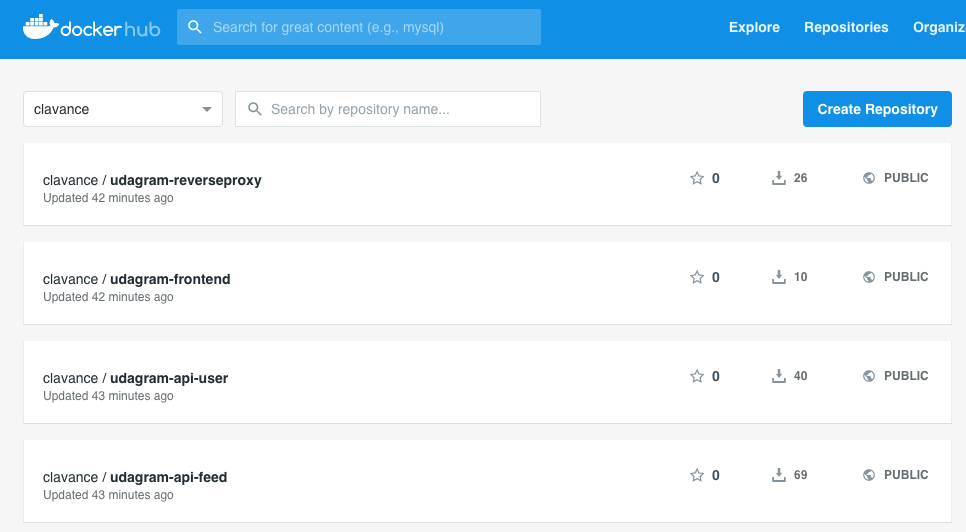 dockerhub
Search for great content (e.g., mysql)
Explore Repositories Organiz
clavance
Search by repository name...
Create Repository
clavance / udagram-reverseproxy
0 26 PUBLIC
Updated 42 minutes ago
clavance / udagram-frontend
0 10 PUBLIC
Updated 42 minutes ago
clavance / udagram-api-user
0 40 PUBLIC
Updated 43 minutes ago
clavance / udagram-api-feed
0 69 PUBLIC
Updated 43 minutes ago